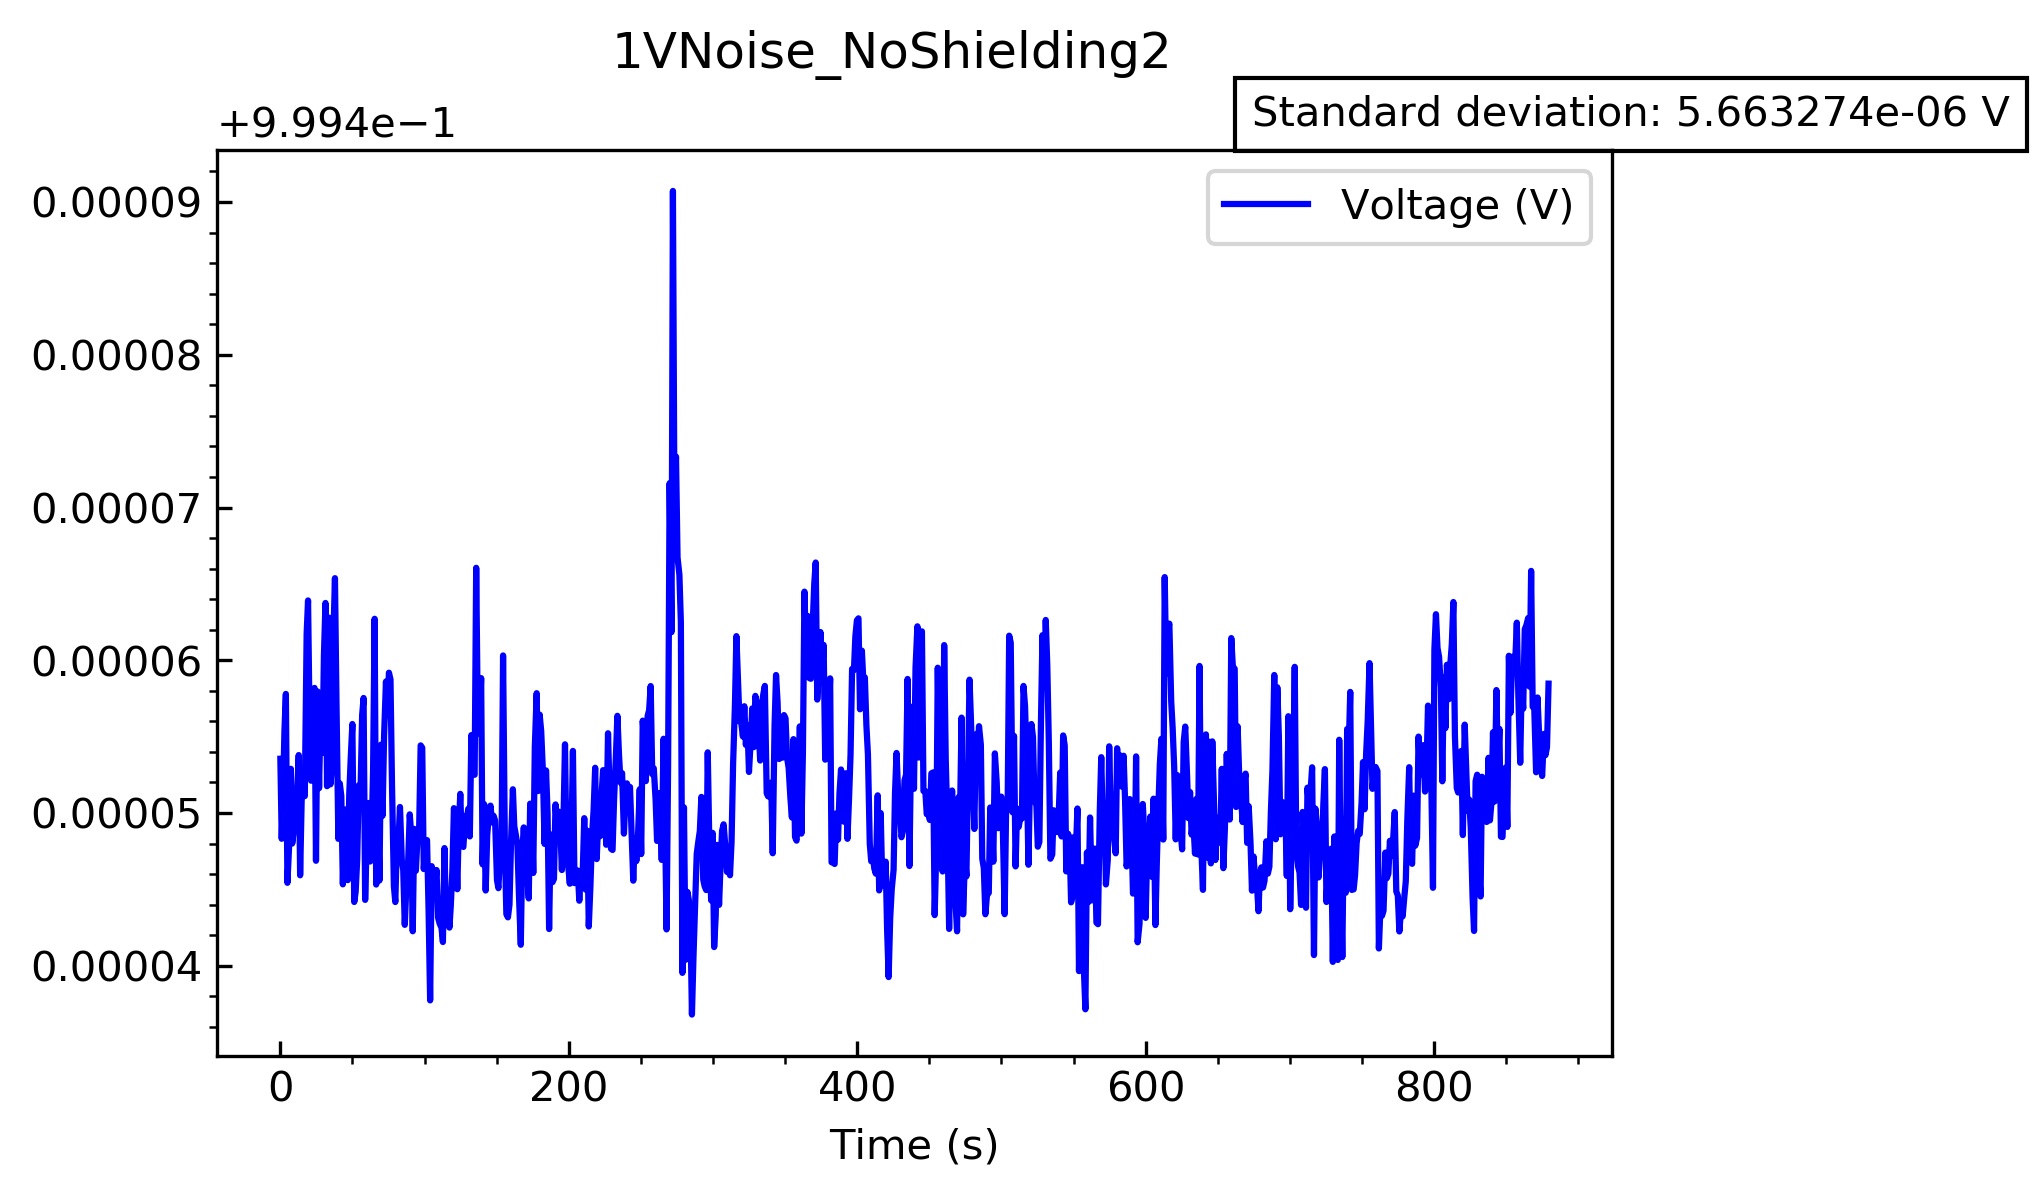 1VNoise_NoShielding2
Standard deviation: 5.663274e-06 V
+9.994e−1
Voltage (V)
0.00009
0.00008
0.00007
0.00006
0.00005
0.00004
0 200 400 600 800
Time (s)